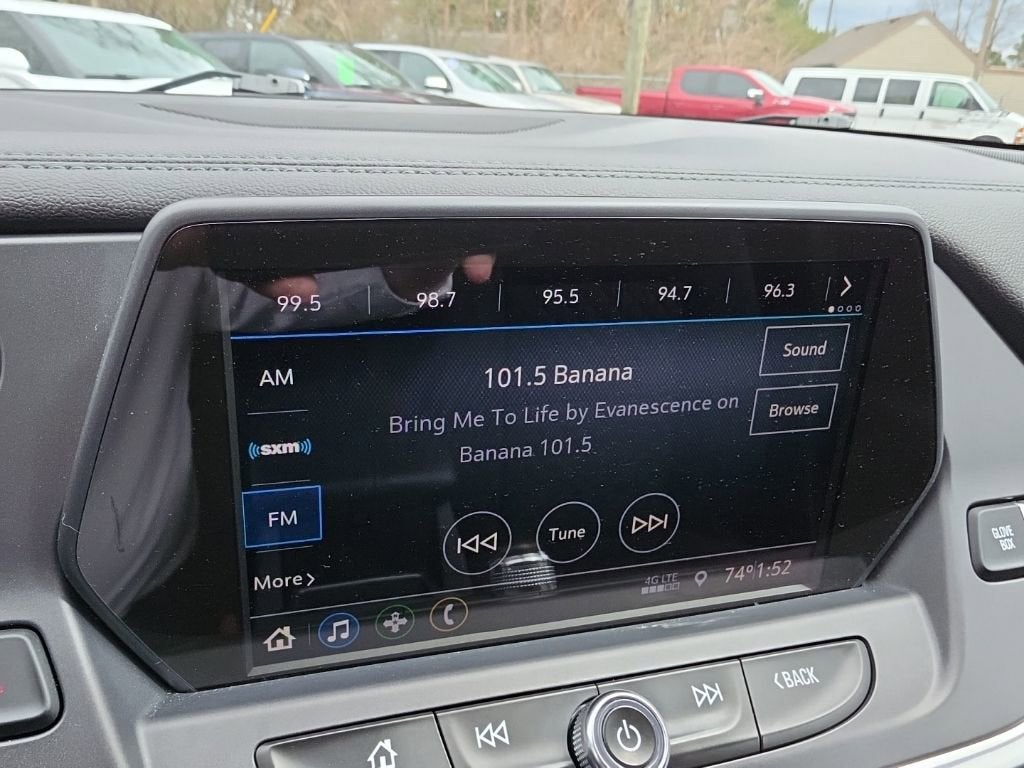 99.5 98.7 95.5 94.7 96.3
AM
101.5 Banana
Sound
Bring Me To Life by Evanescence on
Banana 101.5
Browse
sxm
FM
Tune
More
4G LTE
74° 1:52
GLOVE
BOX
BACK